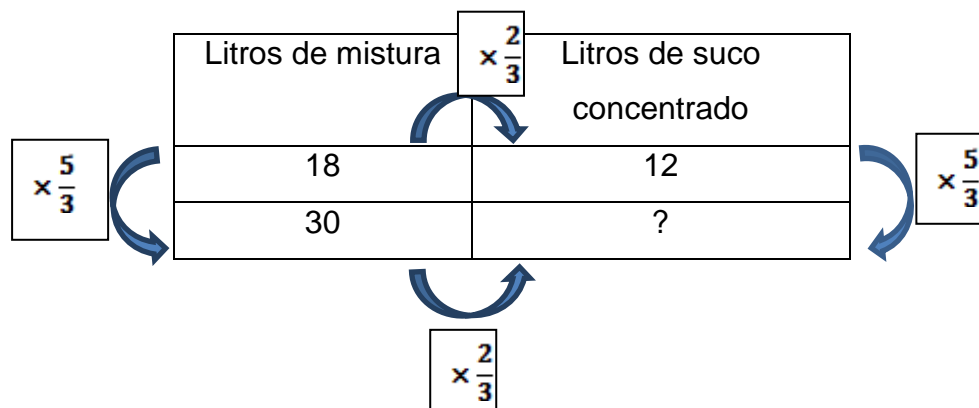 Litros de mistura
× 2/3
Litros de suco
concentrado
× 5/3
18
12
× 5/3
30
?
× 2/3